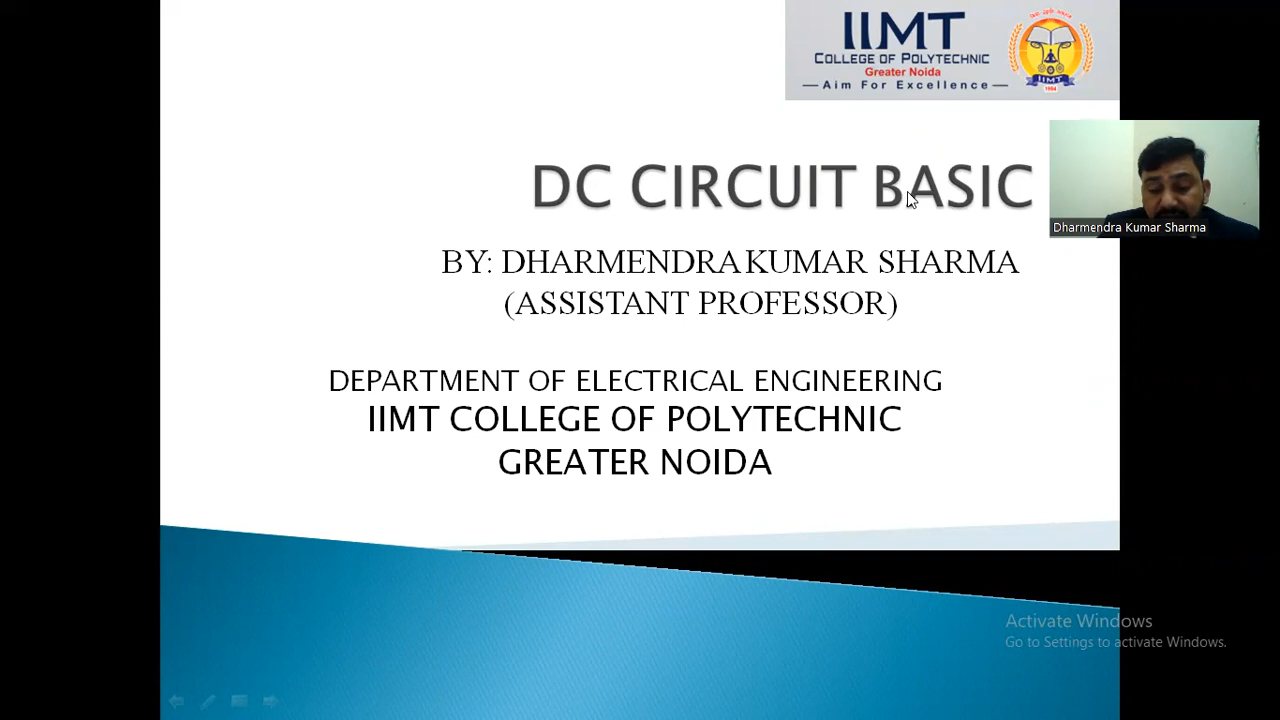 IIMT
COLLEGE OF POLYTECHNIC
Greater Noida
Aim For Excellence
IIMT
DC CIRCUIT BASIC
Dharmendra Kumar Sharma
BY: DHARMENDRA KUMAR SHARMA
(ASSISTANT PROFESSOR)
DEPARTMENT OF ELECTRICAL ENGINEERING
IIMT COLLEGE OF POLYTECHNIC
GREATER NOIDA
Activate Windows
Go to Settings to activate Windows.